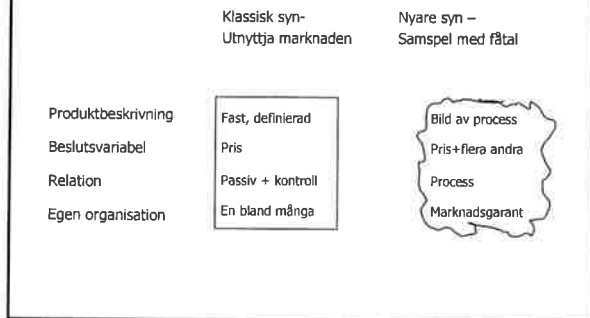 Klassisk syn- Nyare syn –
Utnyttja marknaden Samspel med fåtal
Produktbeskrivning Fast, definierad Bild av process
Beslutsvariabel Pris Pris+flera andra
Relation Passiv + kontroll Process
Egen organisation En bland många Marknadsgarant